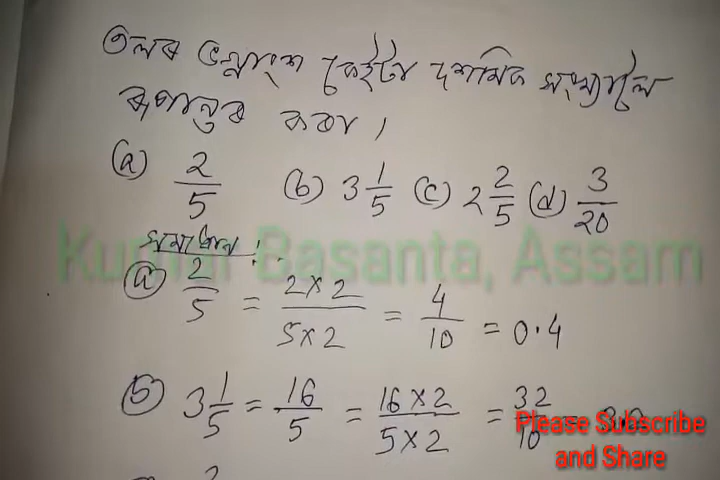 তলৰ ভগ্নাংশ কেইটা দশমিক সংখ্যালৈ
ৰূপান্তৰ কৰা।
(a) 2/5 (b) 3 1/5 (c) 2 2/5 (d) 3/20
সমাধান:
(a) 2/5 = 2×2/5×2 = 4/10 = 0.4
(b) 3 1/5 = 16/5 = 16×2/5×2 = 32/10 =
Kumar Basanta, Assam
Please Subscribe
and Share